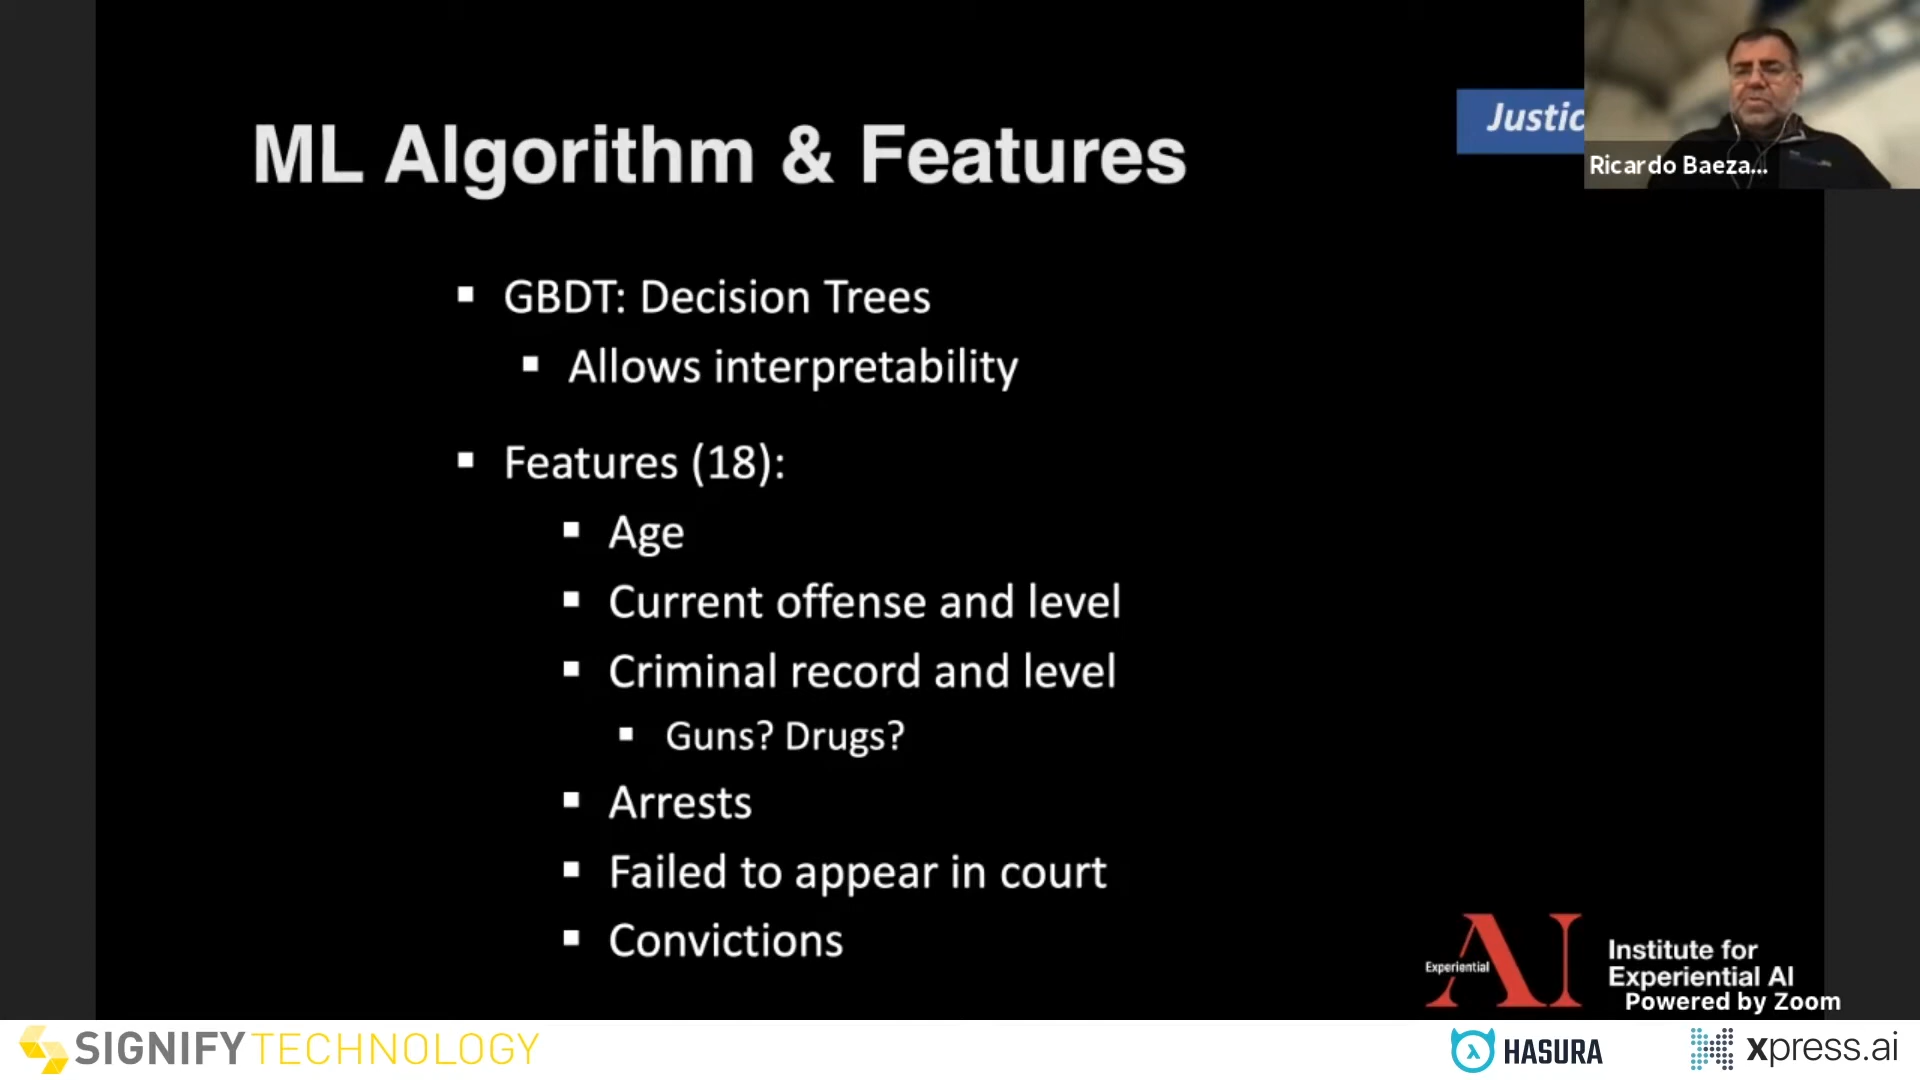 ML Algorithm & Features
Justic
Ricardo Baeza...
GBDT: Decision Trees
Allows interpretability
Features (18):
Age
Current offense and level
Criminal record and level
Guns? Drugs?
Arrests
Failed to appear in court
Convictions
Experiential
AI
Institute for
Experiential AI
Powered by Zoom
SIGNIFYTECHNOLOGY
HASURA
xpress.ai